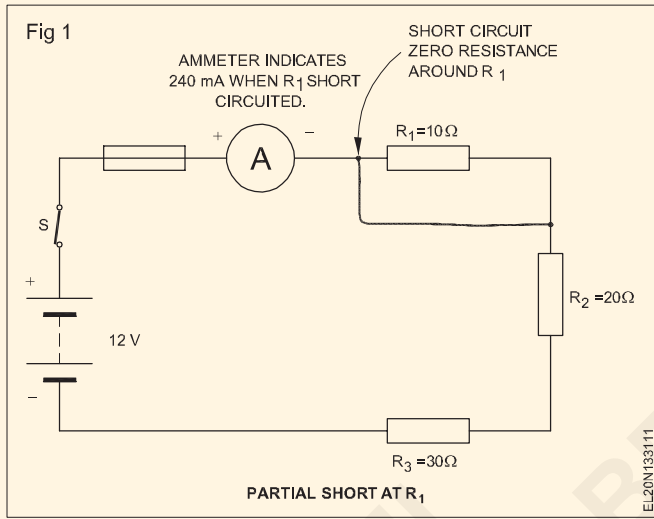 Fig 1
SHORT CIRCUIT
ZERO RESISTANCE
AROUND R1
AMMETER INDICATES
240 mA WHEN R1 SHORT
CIRCUITED.
+
–
A
R1=10Ω
S
+
12 V
–
R2 =20Ω
R3 =30Ω
PARTIAL SHORT AT R1
EL20N133111